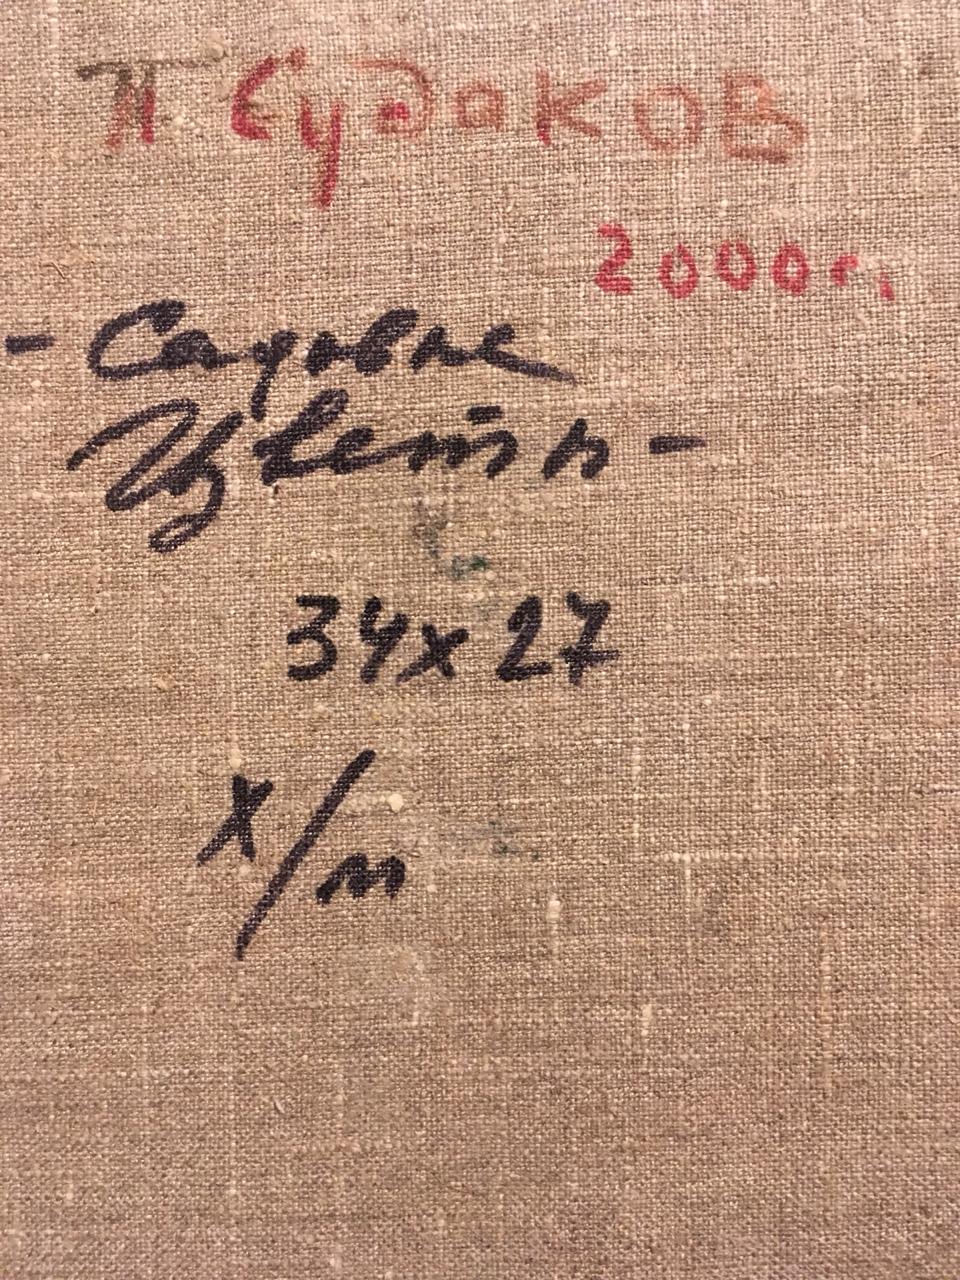 П Судаков
2000г.
- Садовые
Цветы -
34х27
х/м